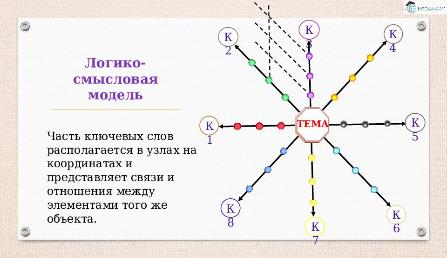 Логико-
смысловая
модель
Часть ключевых слов
располагается в узлах на
координатах и
представляет связи и
отношения между
элементами того же
объекта.
ТЕМА
К
1
К
2
К
К
4
К
5
К
6
К
7
К
8